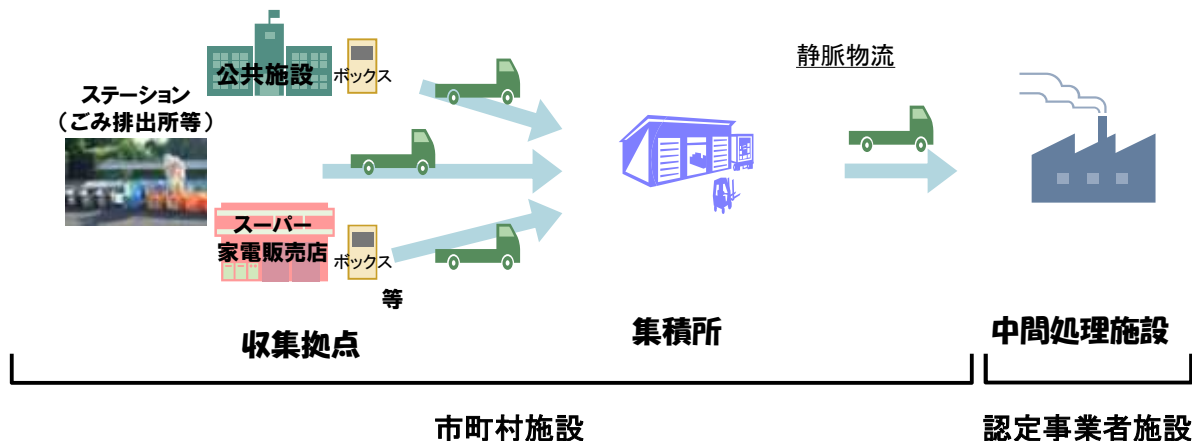 静脈物流
公共施設
ボックス
ステーション
(ごみ排出所等)
スーパー
家電販売店
ボックス
等
収集拠点
集積所
中間処理施設
市町村施設
認定事業者施設